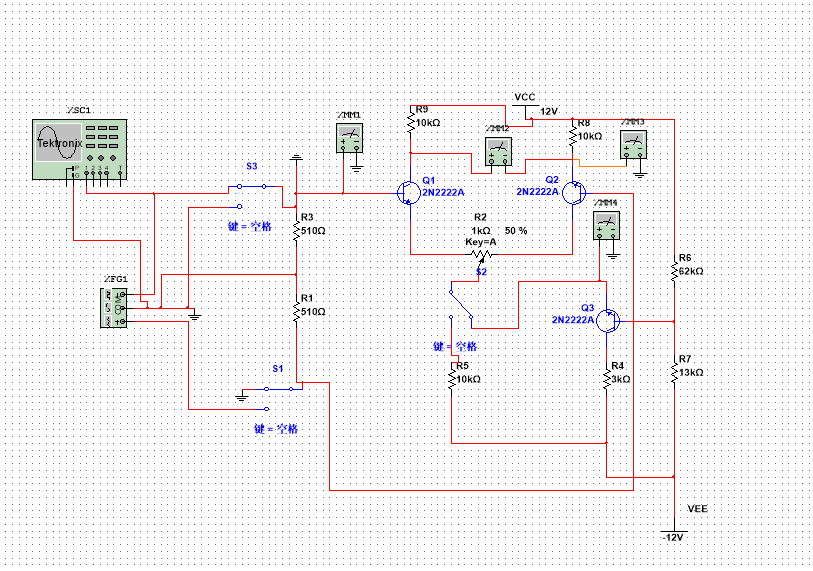 XSC1
Tektronix
P
G
1 2 3 4 T
S3
键 = 空格
XFG1
COM
R3
510Ω
R1
510Ω
S1
键 = 空格
XMM1
R9
10kΩ
VCC
12V
XMM2
R8
10kΩ
XMM3
Q1
2N2222A
Q2
2N2222A
XMM4
R2
1kΩ 50 %
Key=A
S2
键 = 空格
R5
10kΩ
Q3
2N2222A
R4
3kΩ
R6
62kΩ
R7
13kΩ
VEE
-12V